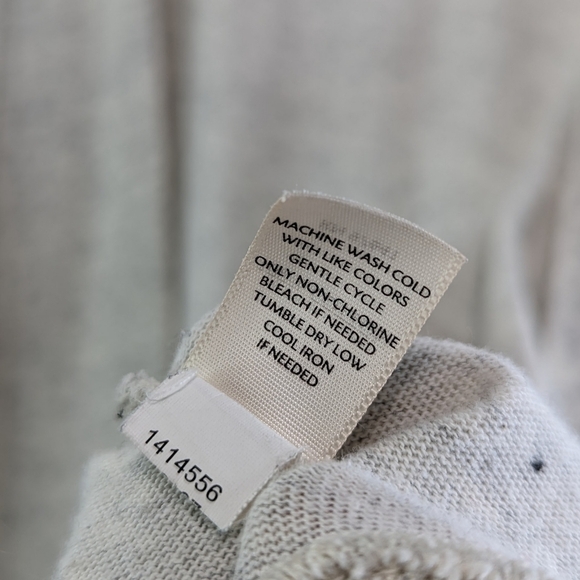 MACHINE WASH COLD
WITH LIKE COLORS
GENTLE CYCLE
ONLY NON-CHLORINE
BLEACH IF NEEDED
TUMBLE DRY LOW
COOL IRON
IF NEEDED
1414556